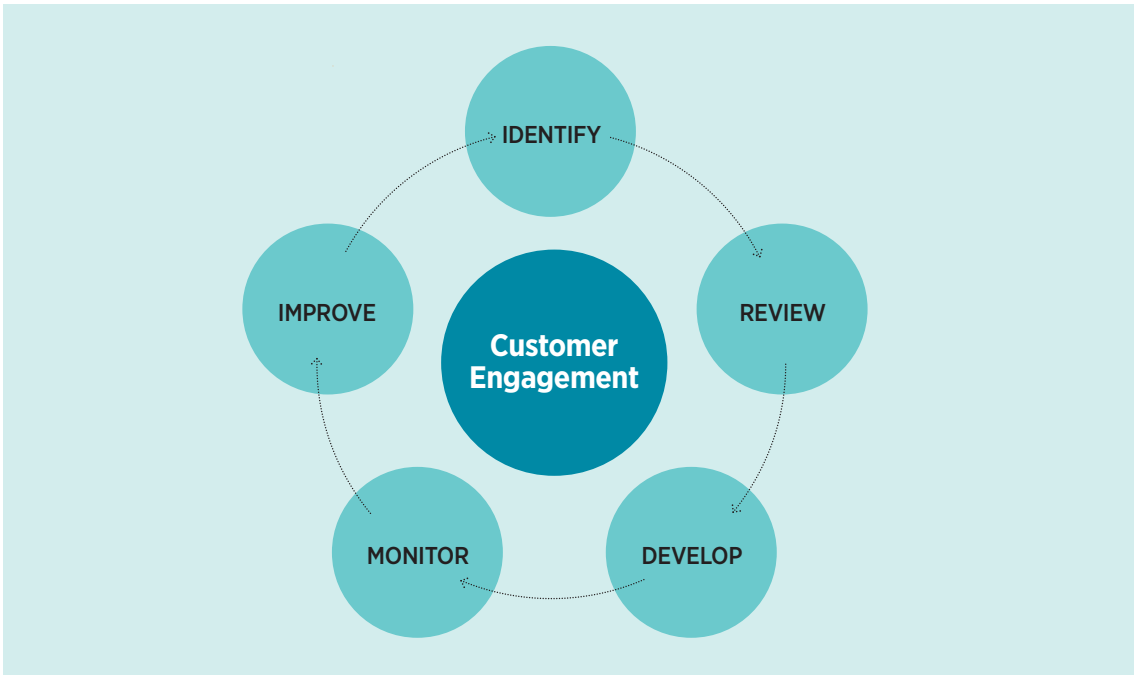 IDENTIFY
REVIEW
DEVELOP
MONITOR
IMPROVE
Customer
Engagement